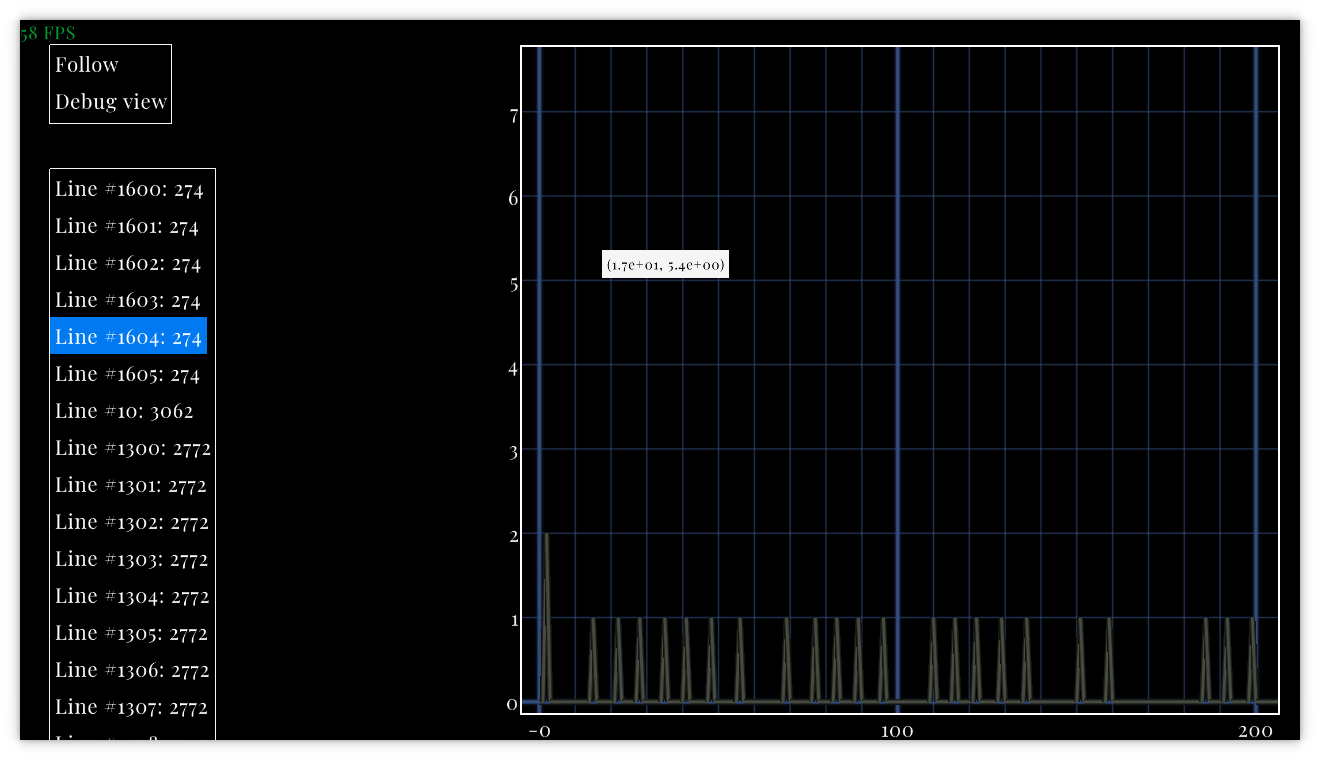 58 FPS
Follow
Debug view
Line #1600: 274
Line #1601: 274
Line #1602: 274
Line #1603: 274
Line #1604: 274
Line #1605: 274
Line #10: 3062
Line #1300: 2772
Line #1301: 2772
Line #1302: 2772
Line #1303: 2772
Line #1304: 2772
Line #1305: 2772
Line #1306: 2772
Line #1307: 2772
7
6
(1.7e+01, 5.4e+00)
5
4
3
2
1
0
-0 100 200